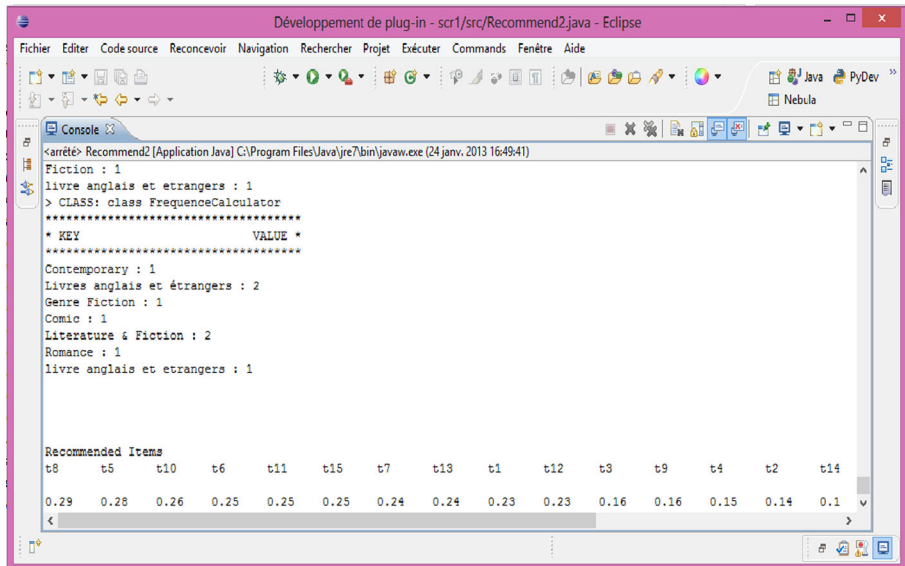 Développement de plug-in - scr1/src/Recommend2.java - Eclipse
Fichier Editer Code source Reconcevoir Navigation Rechercher Projet Exécuter Commands Fenêtre Aide
Java PyDev
Nebula
Console
<arrêté> Recommend2 [Application Java] C:\Program Files\Java\jre7\bin\javaw.exe (24 janv. 2013 16:49:41)
Fiction : 1
livre anglais et etrangers : 1
> CLASS: class FrequenceCalculator
*************************************
* KEY VALUE *
*************************************
Contemporary : 1
Livres anglais et étrangers : 2
Genre Fiction : 1
Comic : 1
Literature & Fiction : 2
Romance : 1
livre anglais et etrangers : 1
Recommended Items
t8 t5 t10 t6 t11 t15 t7 t13 t1 t12 t3 t9 t4 t2 t14
0.29 0.28 0.26 0.25 0.25 0.25 0.24 0.24 0.23 0.23 0.16 0.16 0.15 0.14 0.1